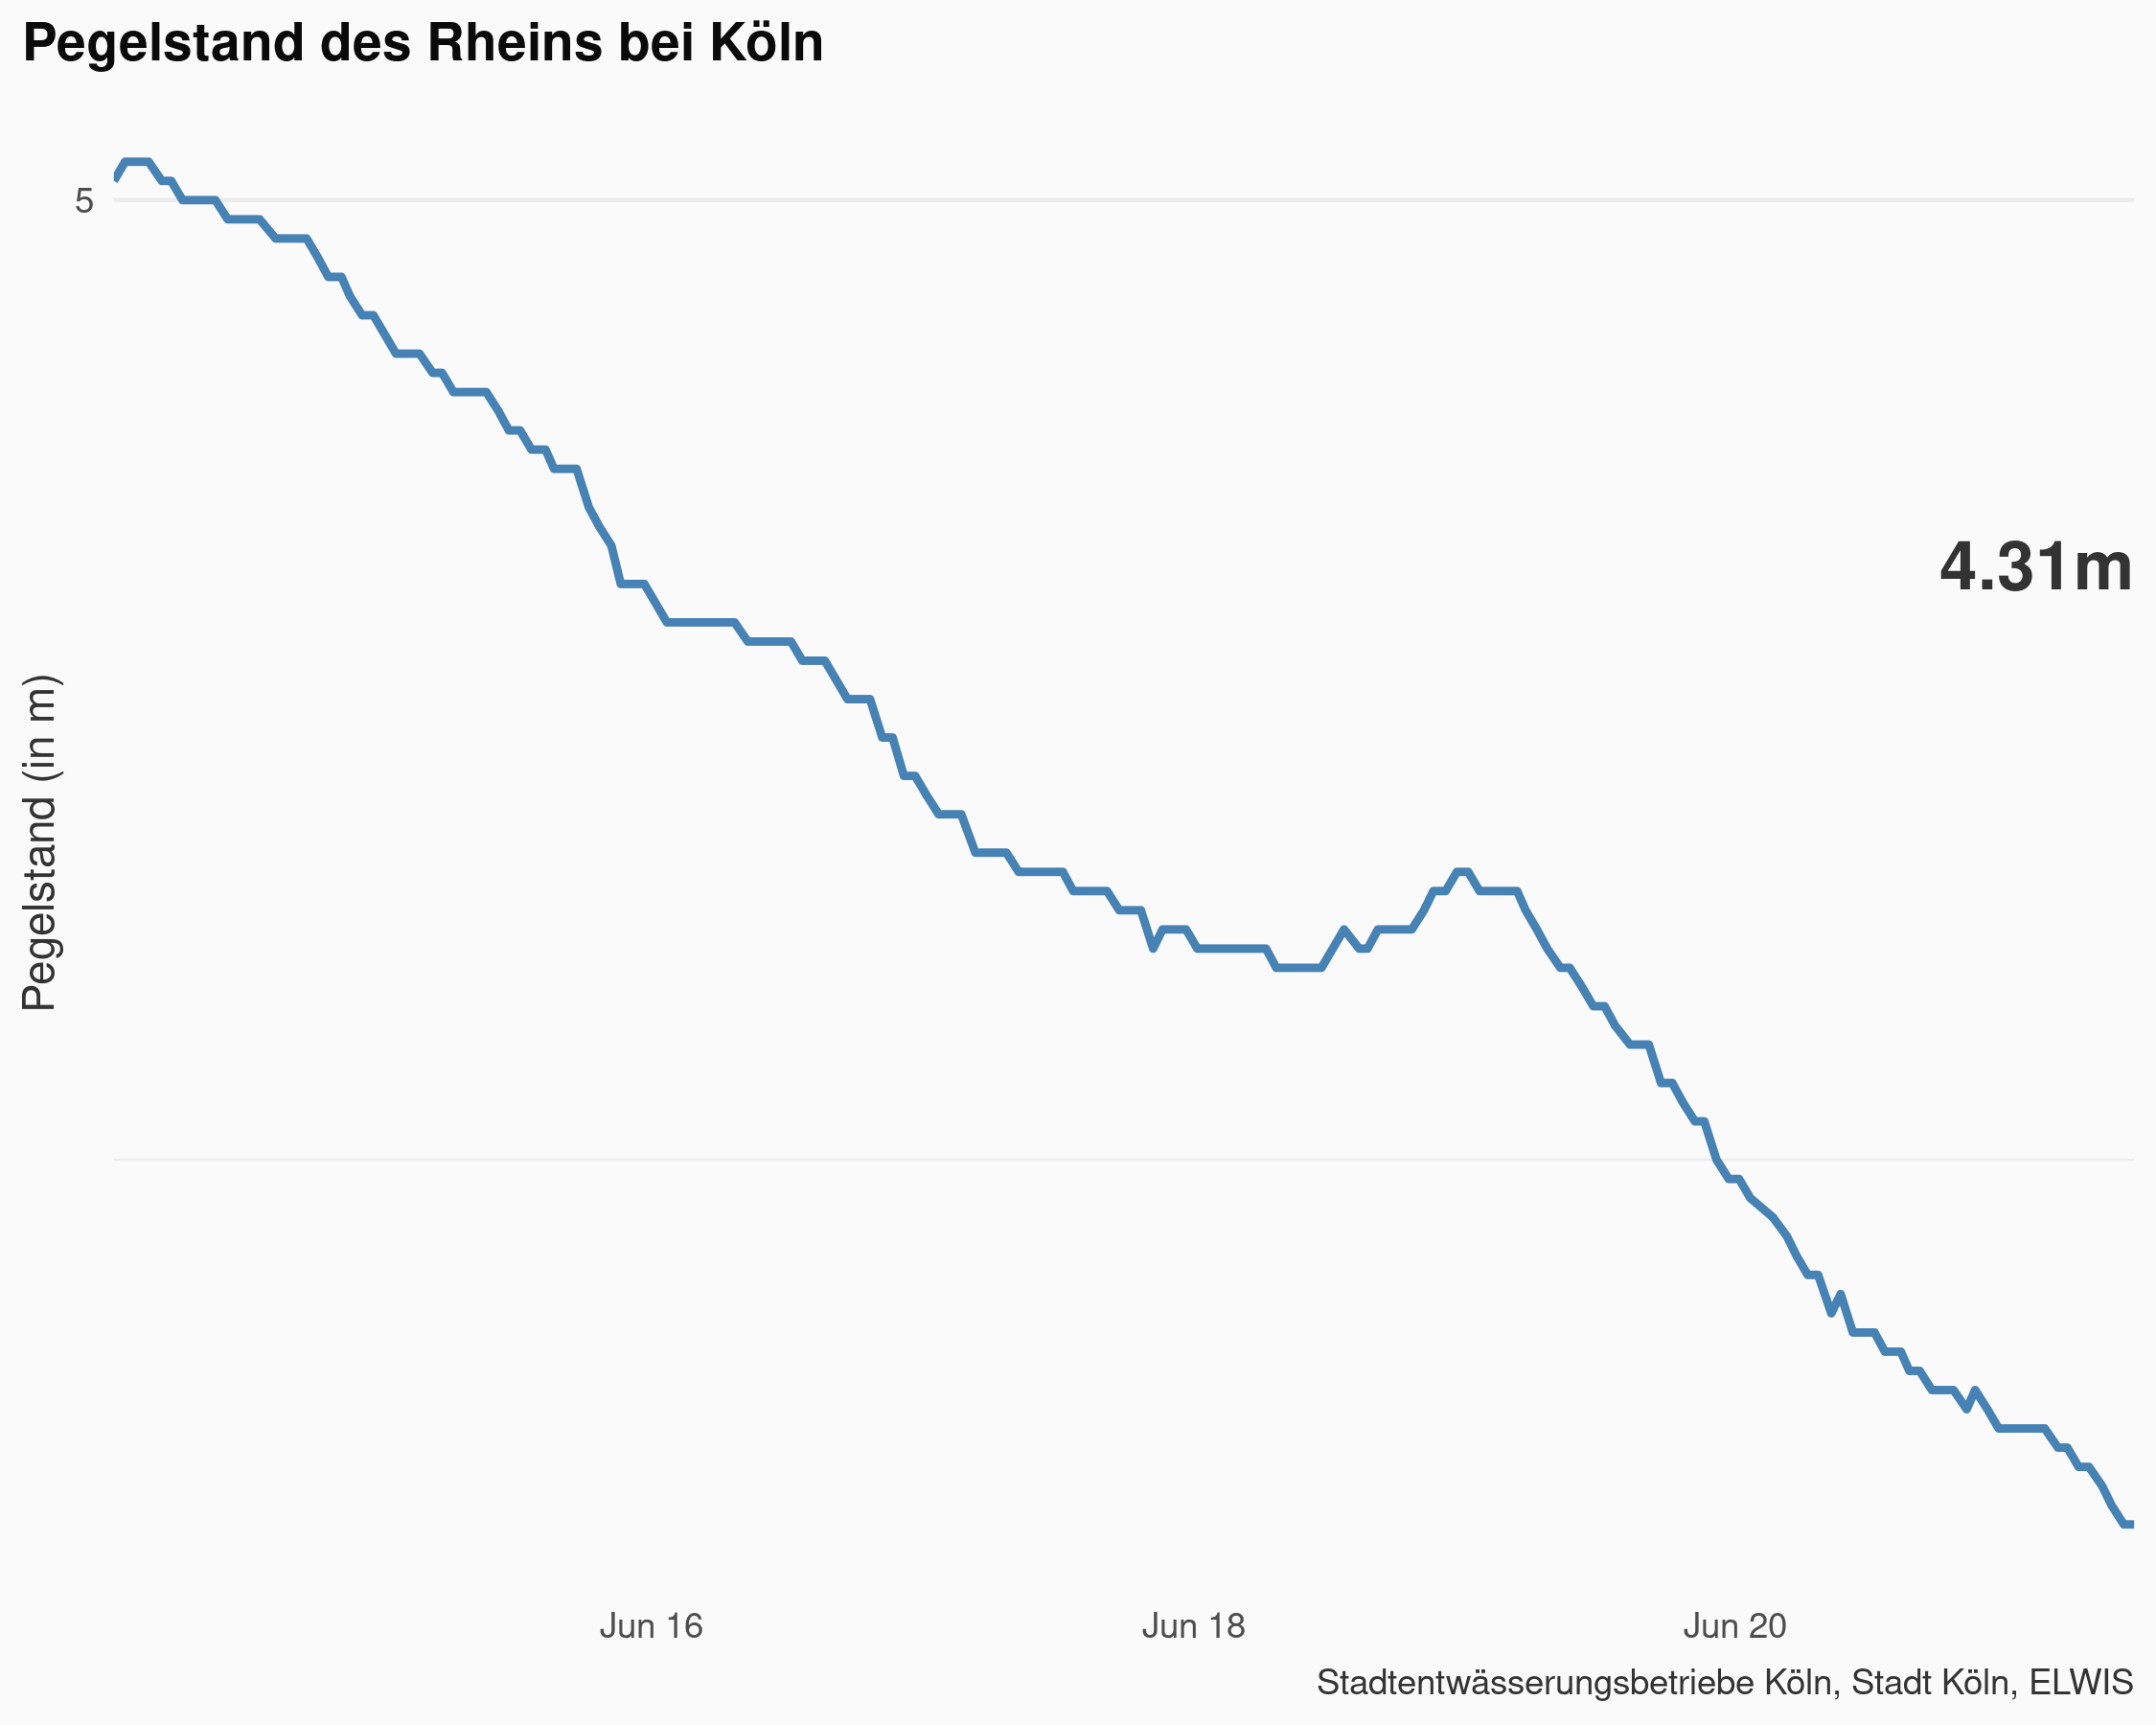 Pegelstand des Rheins bei Köln
5
4.31m
Pegelstand (in m)
Jun 16
Jun 18
Jun 20
Stadtentwässerungsbetriebe Köln, Stadt Köln, ELWIS